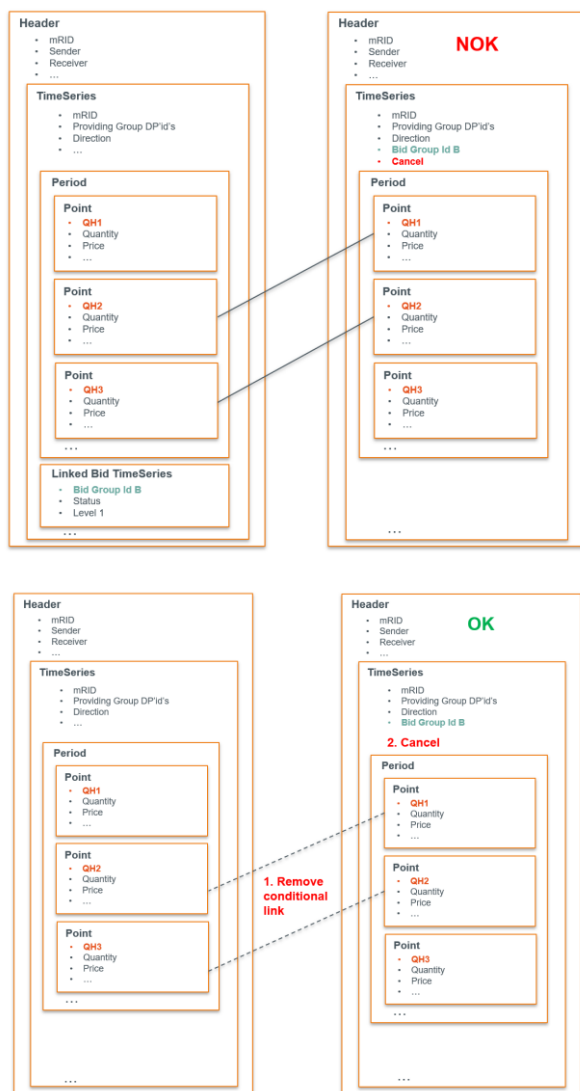 Header
• mRID
• Sender
• Receiver
• ...
TimeSeries
• mRID
• Providing Group DP'id's
• Direction
• ...
Period
Point
• QH1
• Quantity
• Price
• ...
Point
• QH2
• Quantity
• Price
• ...
Point
• QH3
• Quantity
• Price
• ...
...
Linked Bid TimeSeries
• Bid Group Id B
• Status
• Level 1
...
Header
NOK
• mRID
• Sender
• Receiver
• ...
TimeSeries
• mRID
• Providing Group DP'id's
• Direction
• Bid Group Id B
• Cancel
Period
Point
• QH1
• Quantity
• Price
• ...
Point
• QH2
• Quantity
• Price
• ...
Point
• QH3
• Quantity
• Price
• ...
...
...
Header
• mRID
• Sender
• Receiver
• ...
TimeSeries
• mRID
• Providing Group DP'id's
• Direction
• ...
Period
Point
• QH1
• Quantity
• Price
• ...
Point
• QH2
• Quantity
• Price
• ...
Point
• QH3
• Quantity
• Price
• ...
...
...
1. Remove
conditional
link
Header
OK
• mRID
• Sender
• Receiver
• ...
TimeSeries
• mRID
• Providing Group DP'id's
• Direction
• Bid Group Id B
2. Cancel
Period
Point
• QH1
• Quantity
• Price
• ...
Point
• QH2
• Quantity
• Price
• ...
Point
• QH3
• Quantity
• Price
• ...
...
...